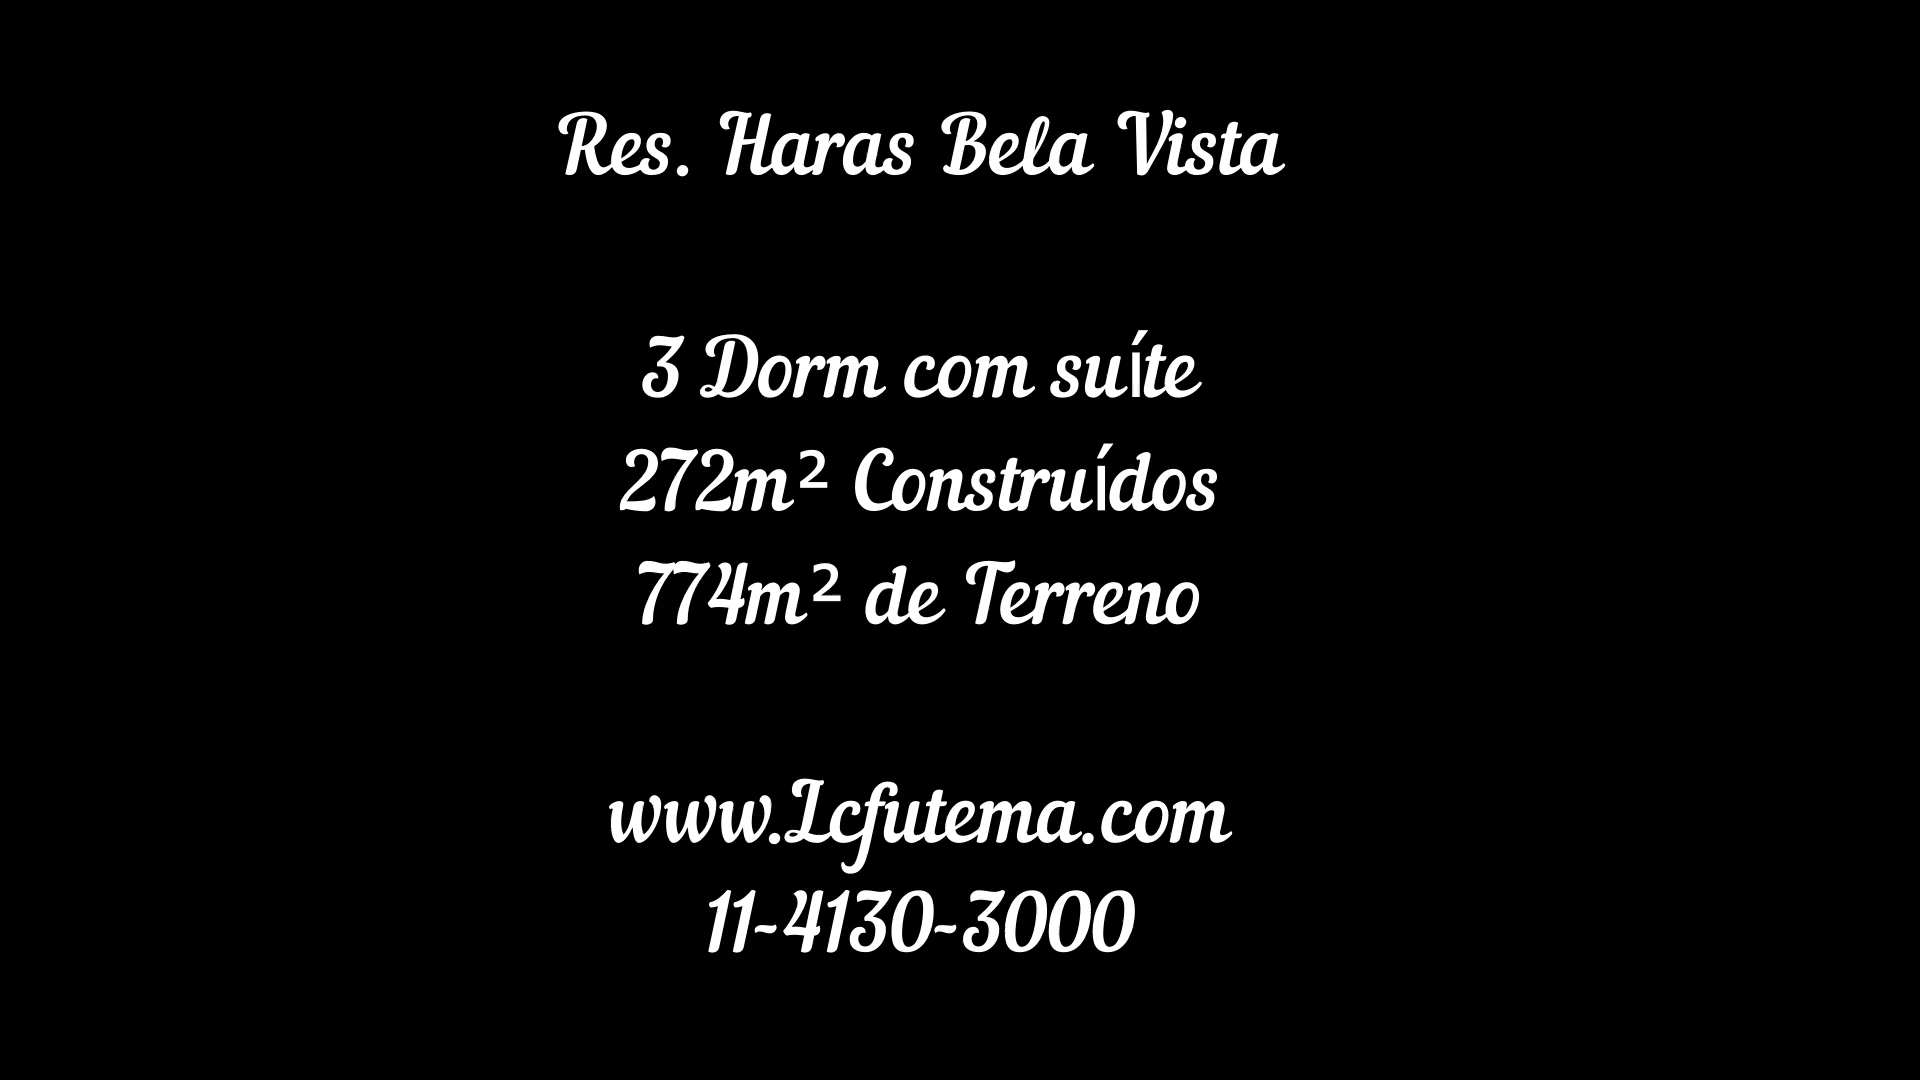 Res. Haras Bela Vista
3 Dorm com suíte
272m² Construídos
774m² de Terreno
www.Lcfutema.com
11-4130-3000